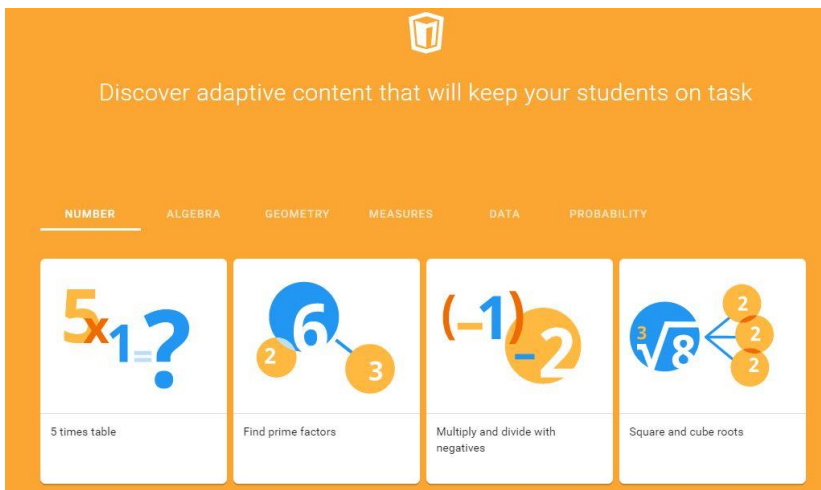 Discover adaptive content that will keep your students on task
NUMBER ALGEBRA GEOMETRY MEASURES DATA PROBABILITY
5x1=?
6 2 3
(-1)-2
3√8 2 2 2
5 times table
Find prime factors
Multiply and divide with
negatives
Square and cube roots